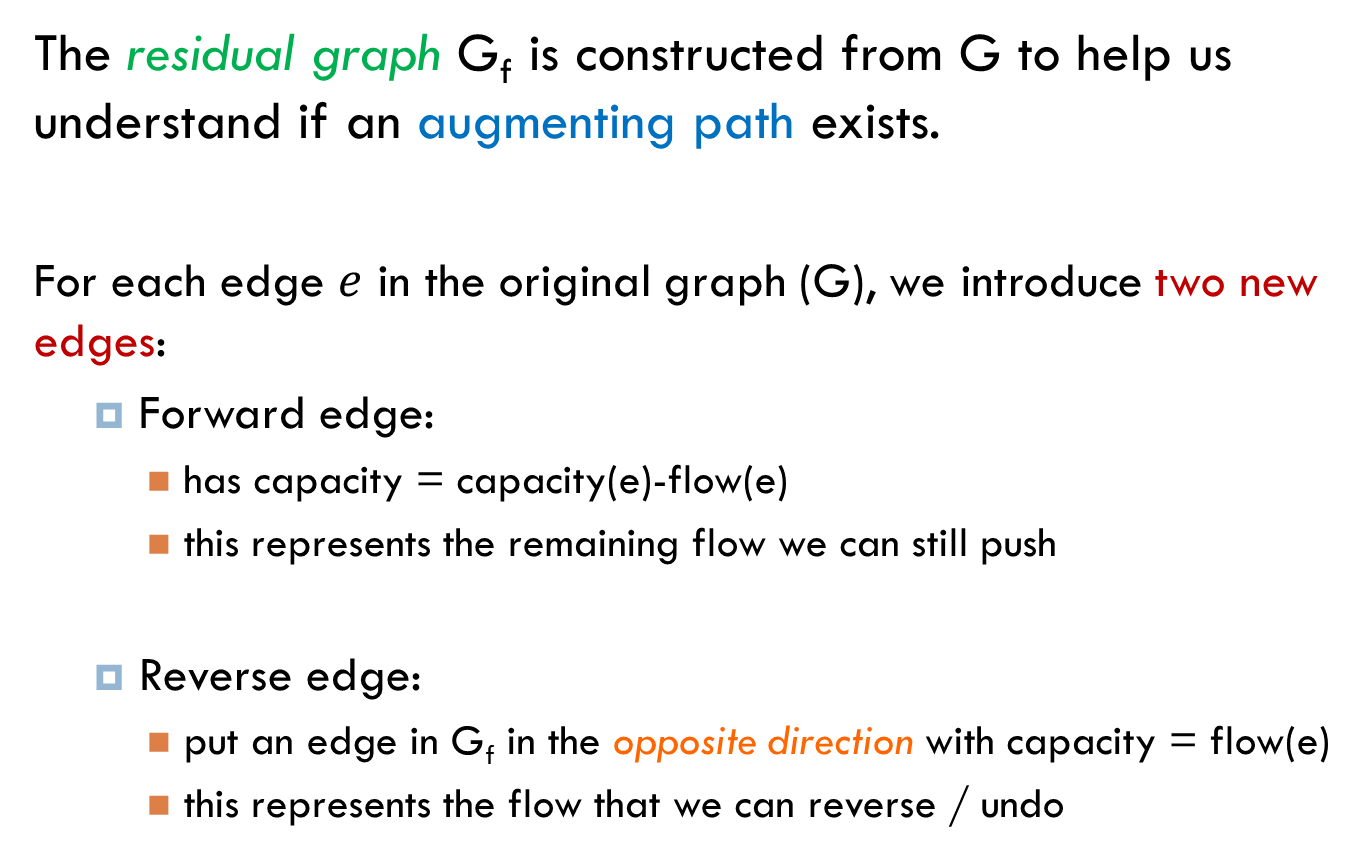 The residual graph Gf is constructed from G to help us
understand if an augmenting path exists.
For each edge e in the original graph (G), we introduce two new
edges:
Forward edge:
has capacity = capacity(e)-flow(e)
this represents the remaining flow we can still push
Reverse edge:
put an edge in Gf in the opposite direction with capacity = flow(e)
this represents the flow that we can reverse / undo